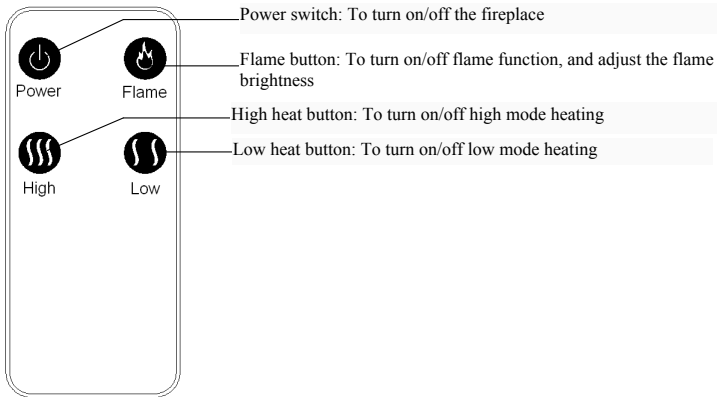 Power switch: To turn on/off the fireplace
Flame button: To turn on/off flame function, and adjust the flame
brightness
Power
Flame
High heat button: To turn on/off high mode heating
Low heat button: To turn on/off low mode heating
High
Low